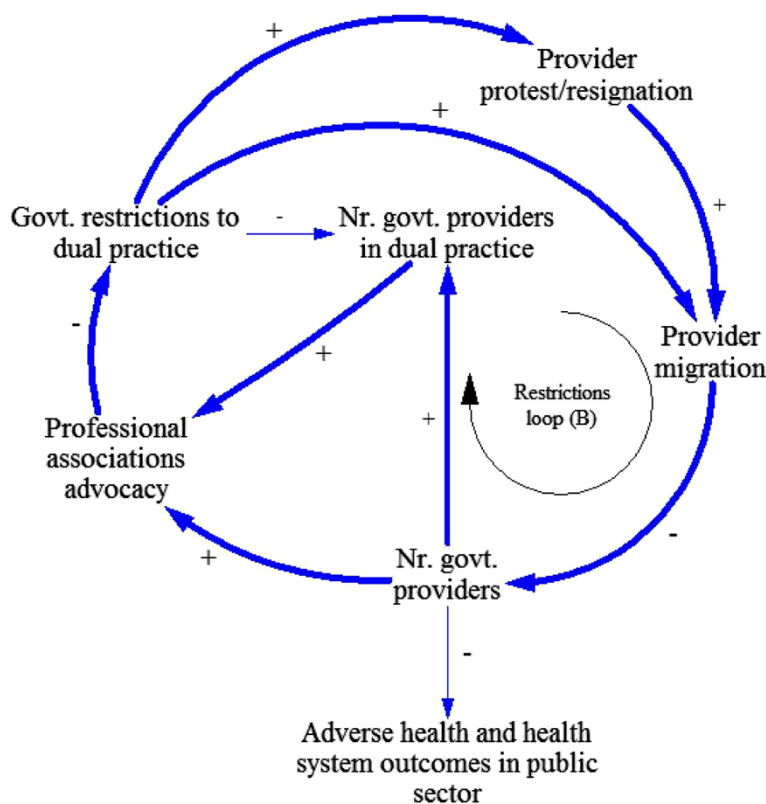 +
Provider
protest/resignation
+
+
Govt. restrictions to
dual practice
-
Nr. govt. providers
in dual practice
-
+
Provider
migration
Restrictions
loop (B)
+
Professional
associations
advocacy
-
+
Nr. govt.
providers
-
Adverse health and health
system outcomes in public
sector